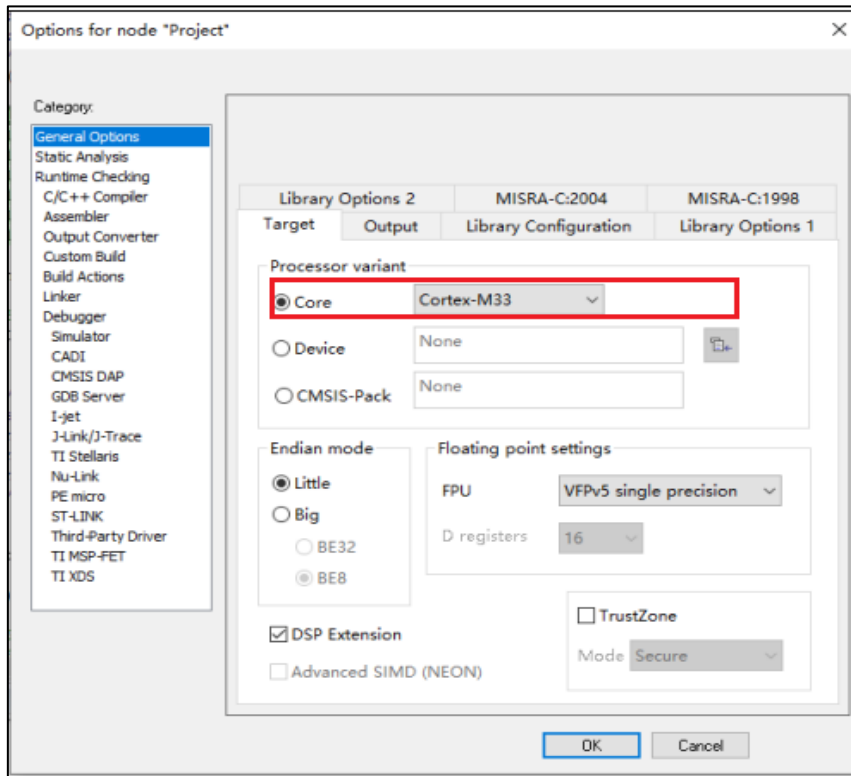 Options for node "Project"
Category:
General Options
Static Analysis
Runtime Checking
C/C++ Compiler
Assembler
Output Converter
Custom Build
Build Actions
Linker
Debugger
Simulator
CADI
CMSIS DAP
GDB Server
I-jet
J-Link/J-Trace
TI Stellaris
Nu-Link
PE micro
ST-LINK
Third-Party Driver
TI MSP-FET
TI XDS
Library Options 2 MISRA-C:2004 MISRA-C:1998
Target Output Library Configuration Library Options 1
Processor variant
Core Cortex-M33
Device None
CMSIS-Pack None
Endian mode
Little
Big
BE32
BE8
Floating point settings
FPU VFPv5 single precision
D registers 16
DSP Extension
Advanced SIMD (NEON)
TrustZone
Mode Secure
OK Cancel